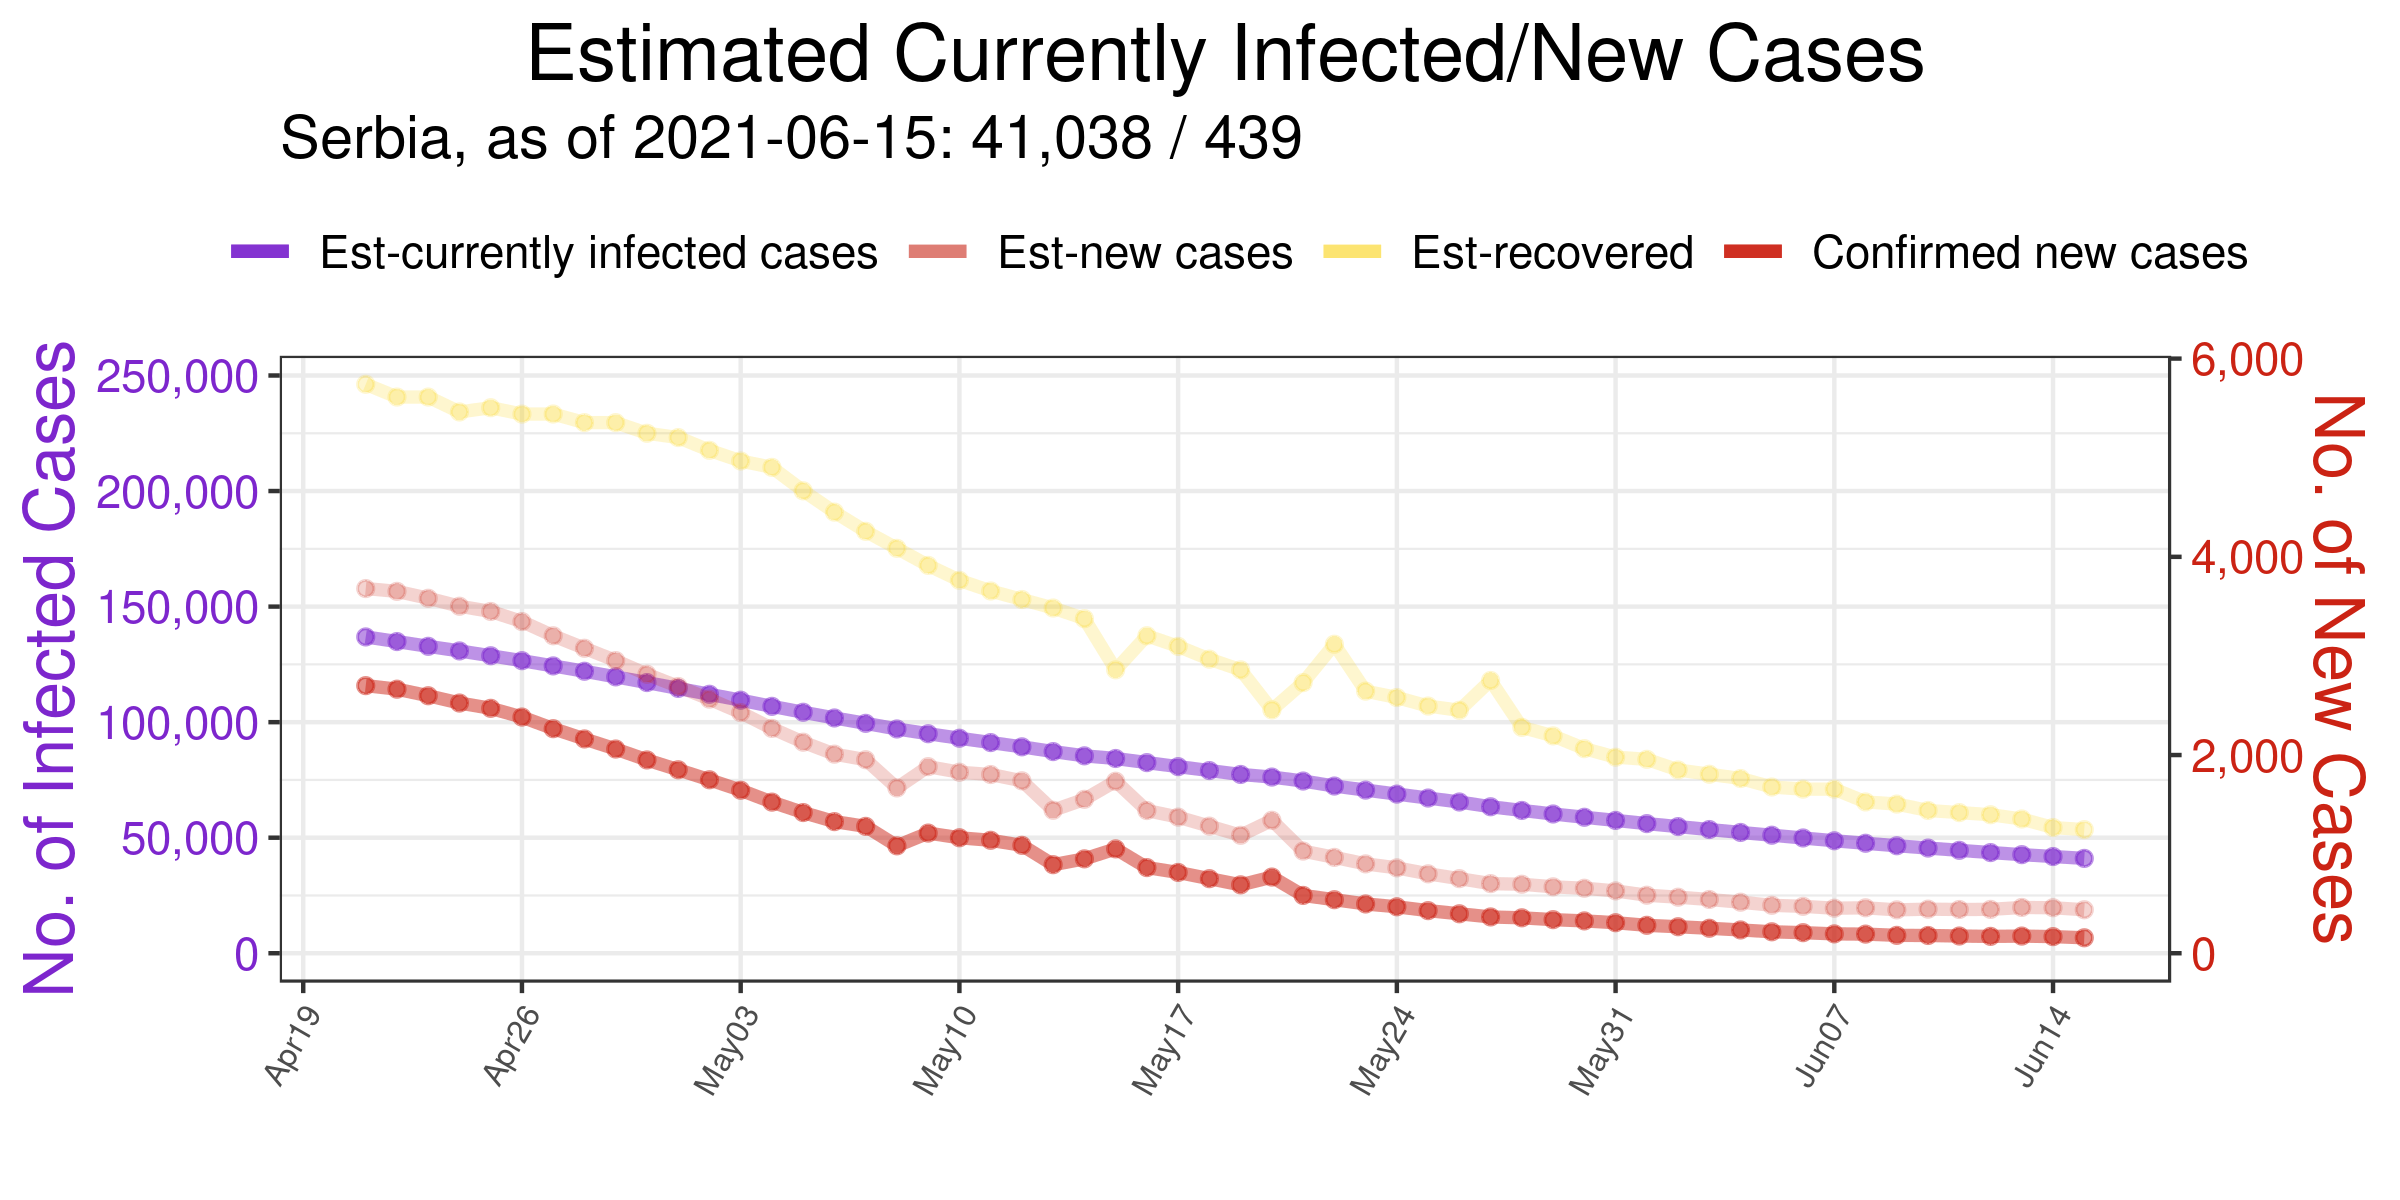 Estimated Currently Infected/New Cases
Serbia, as of 2021-06-15: 41,038 / 439
Est-currently infected cases Est-new cases Est-recovered Confirmed new cases
No. of Infected Cases
250,000
200,000
150,000
100,000
50,000
0
6,000
4,000
2,000
0
No. of New Cases
Apr19 Apr26 May03 May10 May17 May24 May31 Jun07 Jun14